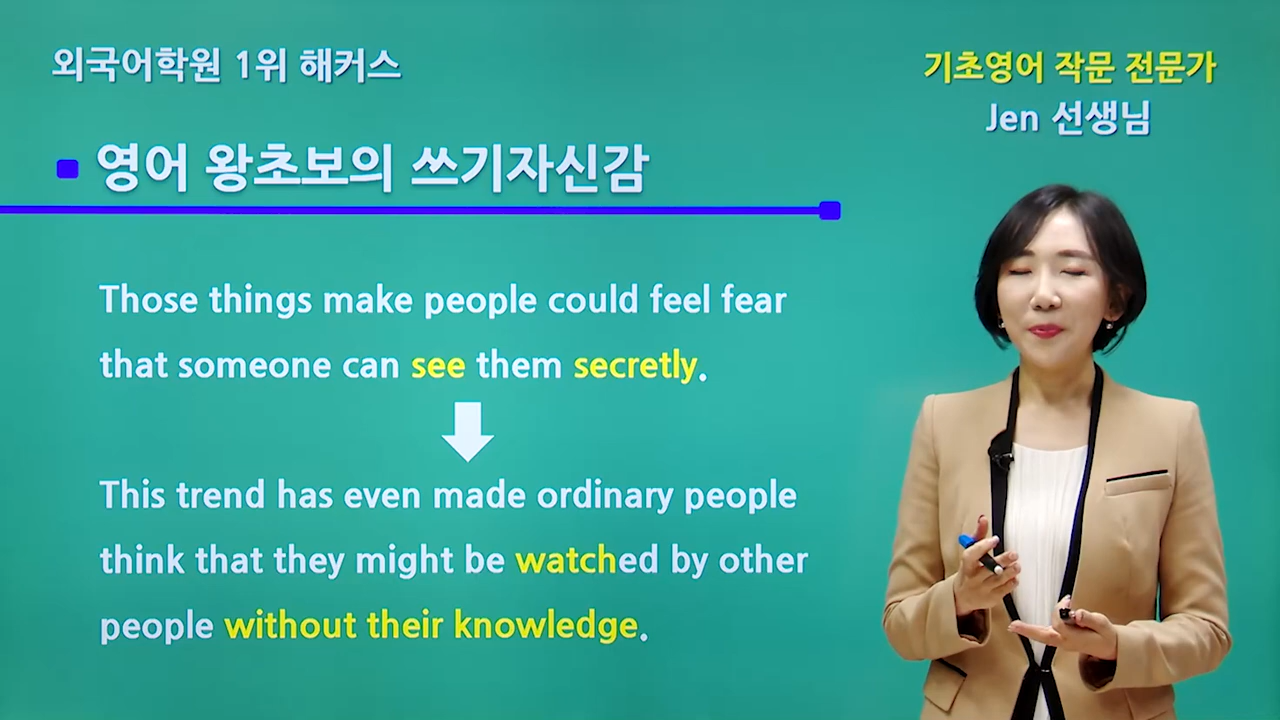 외국어학원 1위 해커스
기초영어 작문 전문가
Jen 선생님
영어 왕초보의 쓰기자신감
Those things make people could feel fear
that someone can see them secretly.
This trend has even made ordinary people
think that they might be watched by other
people without their knowledge.